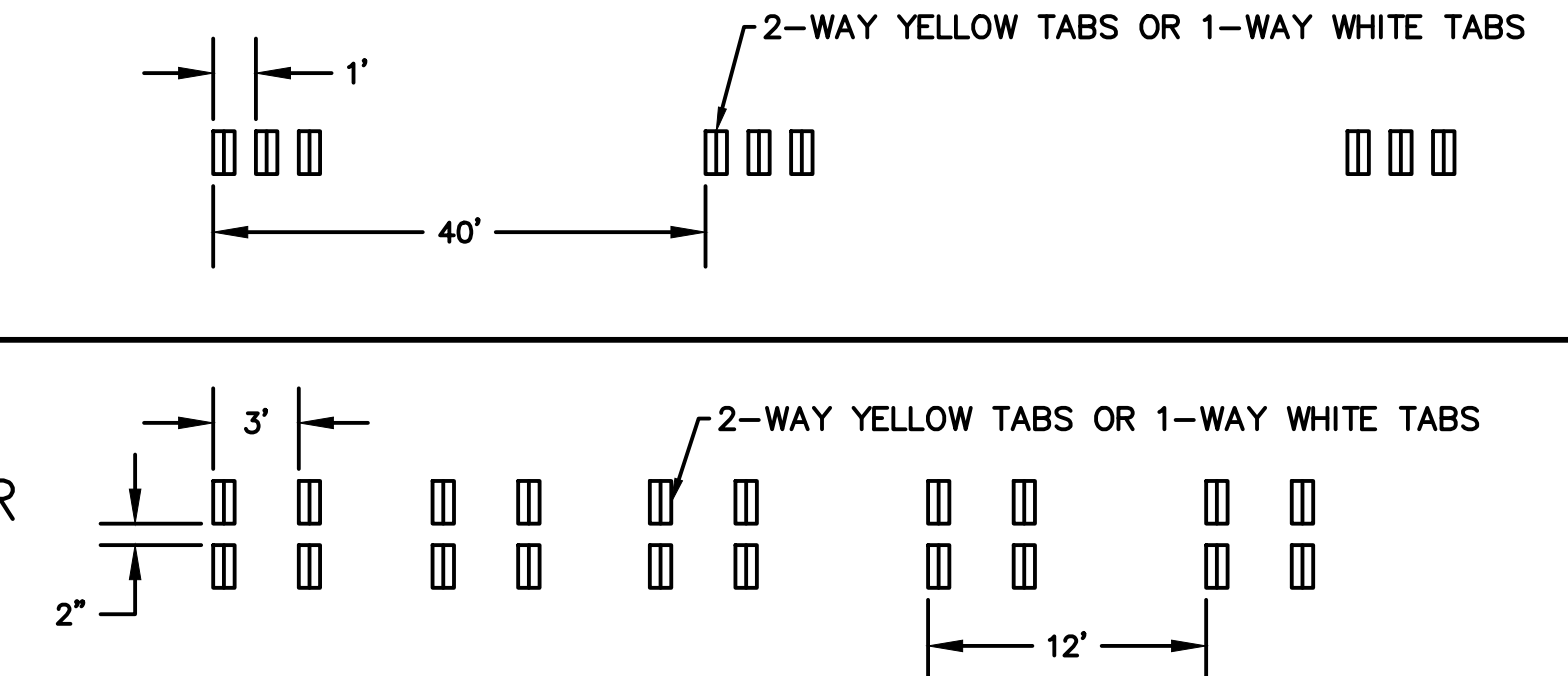 2-WAY YELLOW TABS OR 1-WAY WHITE TABS
1'
40'
3'
2-WAY YELLOW TABS OR 1-WAY WHITE TABS
R
2"
12'